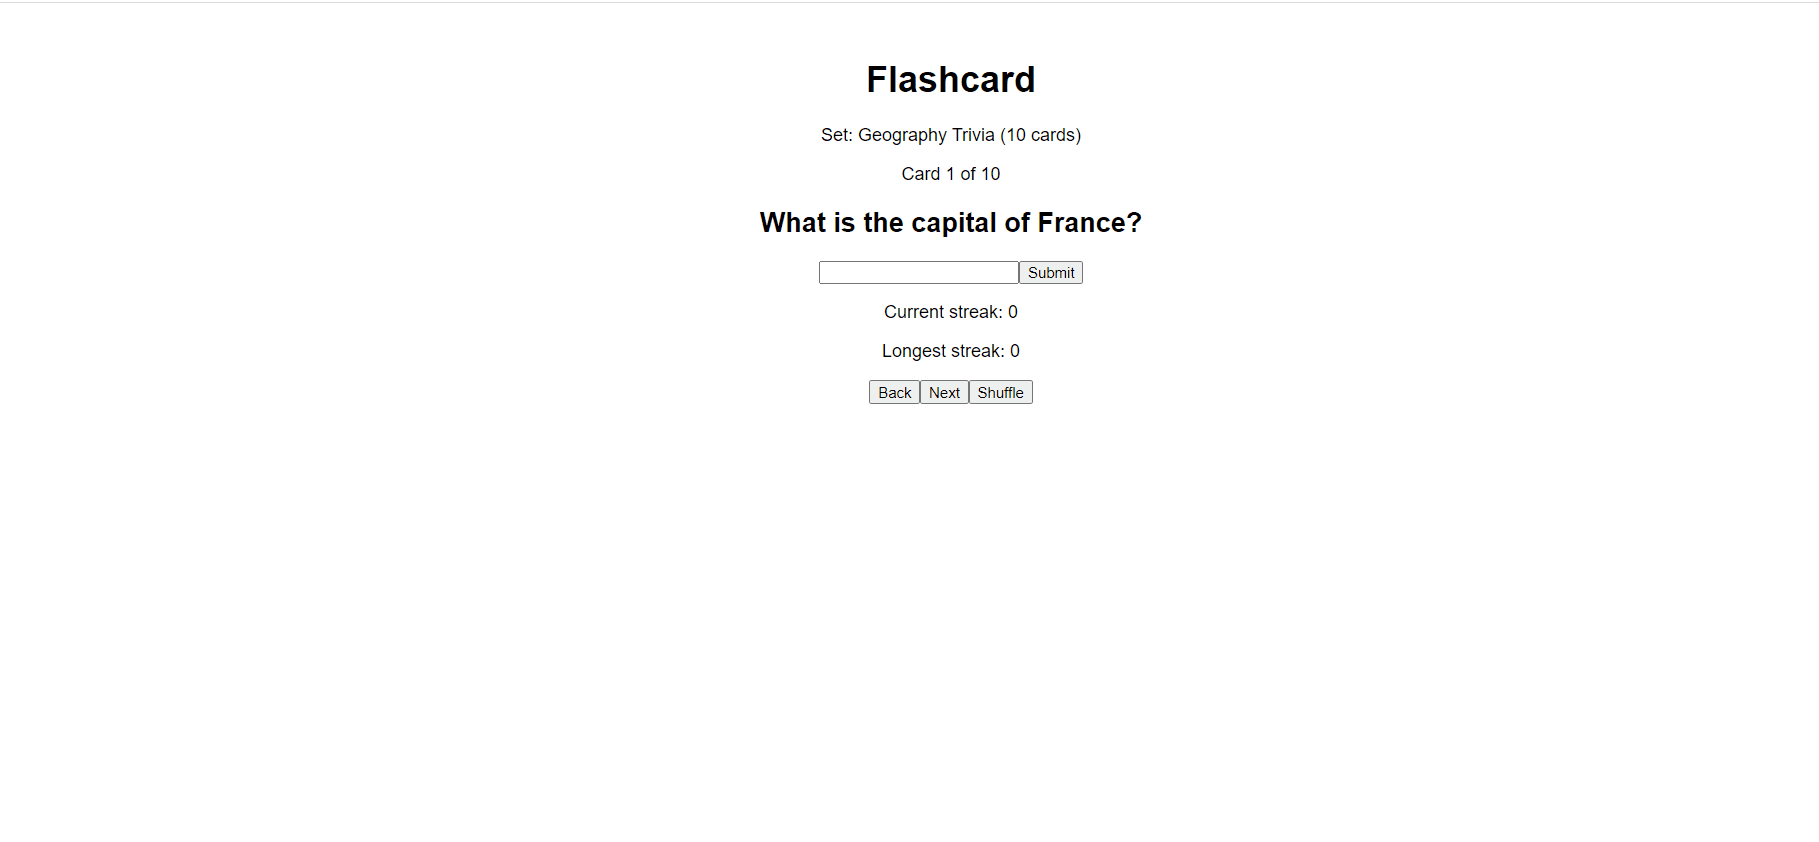 Flashcard
Set: Geography Trivia (10 cards)
Card 1 of 10
What is the capital of France?
Submit
Current streak: 0
Longest streak: 0
Back Next Shuffle